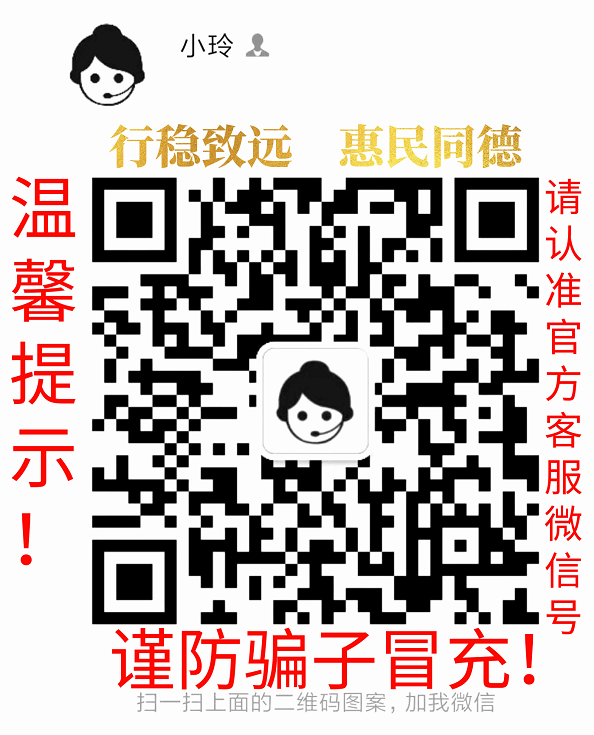 小玲
行稳致远 惠民同德
温馨提示！
请认准官方客服微信号
谨防骗子冒充！
扫一扫上面的二维码图案，加我微信